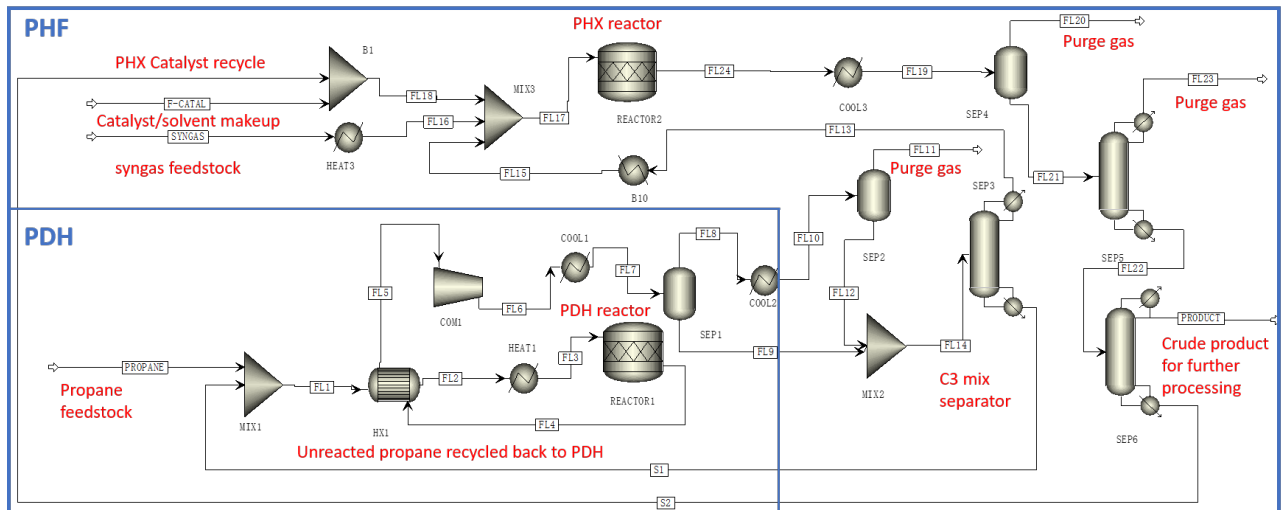 PHF
PHX reactor
FL20
Purge gas
B1
PHX Catalyst recycle
FL24
FL19
FL23
Purge gas
MIX3
COOL3
SEP4
F-CATAL
FL18
Catalyst/solvent makeup
FL16
FL17
REACTOR2
SYNGAS
FL13
HEAT3
syngas feedstock
FL11
Purge gas
FL15
B10
SEP3
FL21
PDH
FL8
FL10
COOL1
FL7
SEP2
SEP5
FL22
FL5
COOL2
FL12
COM1
FL6
PDH reactor
SEP1
HEAT1
FL3
PRODUCT
FL9
FL14
Crude product
for further
processing
PROPANE
Propane
feedstock
FL1
FL2
REACTOR1
C3 mix
separator
MIX1
HX1
FL4
MIX2
SEP6
Unreacted propane recycled back to PDH
S1
S2